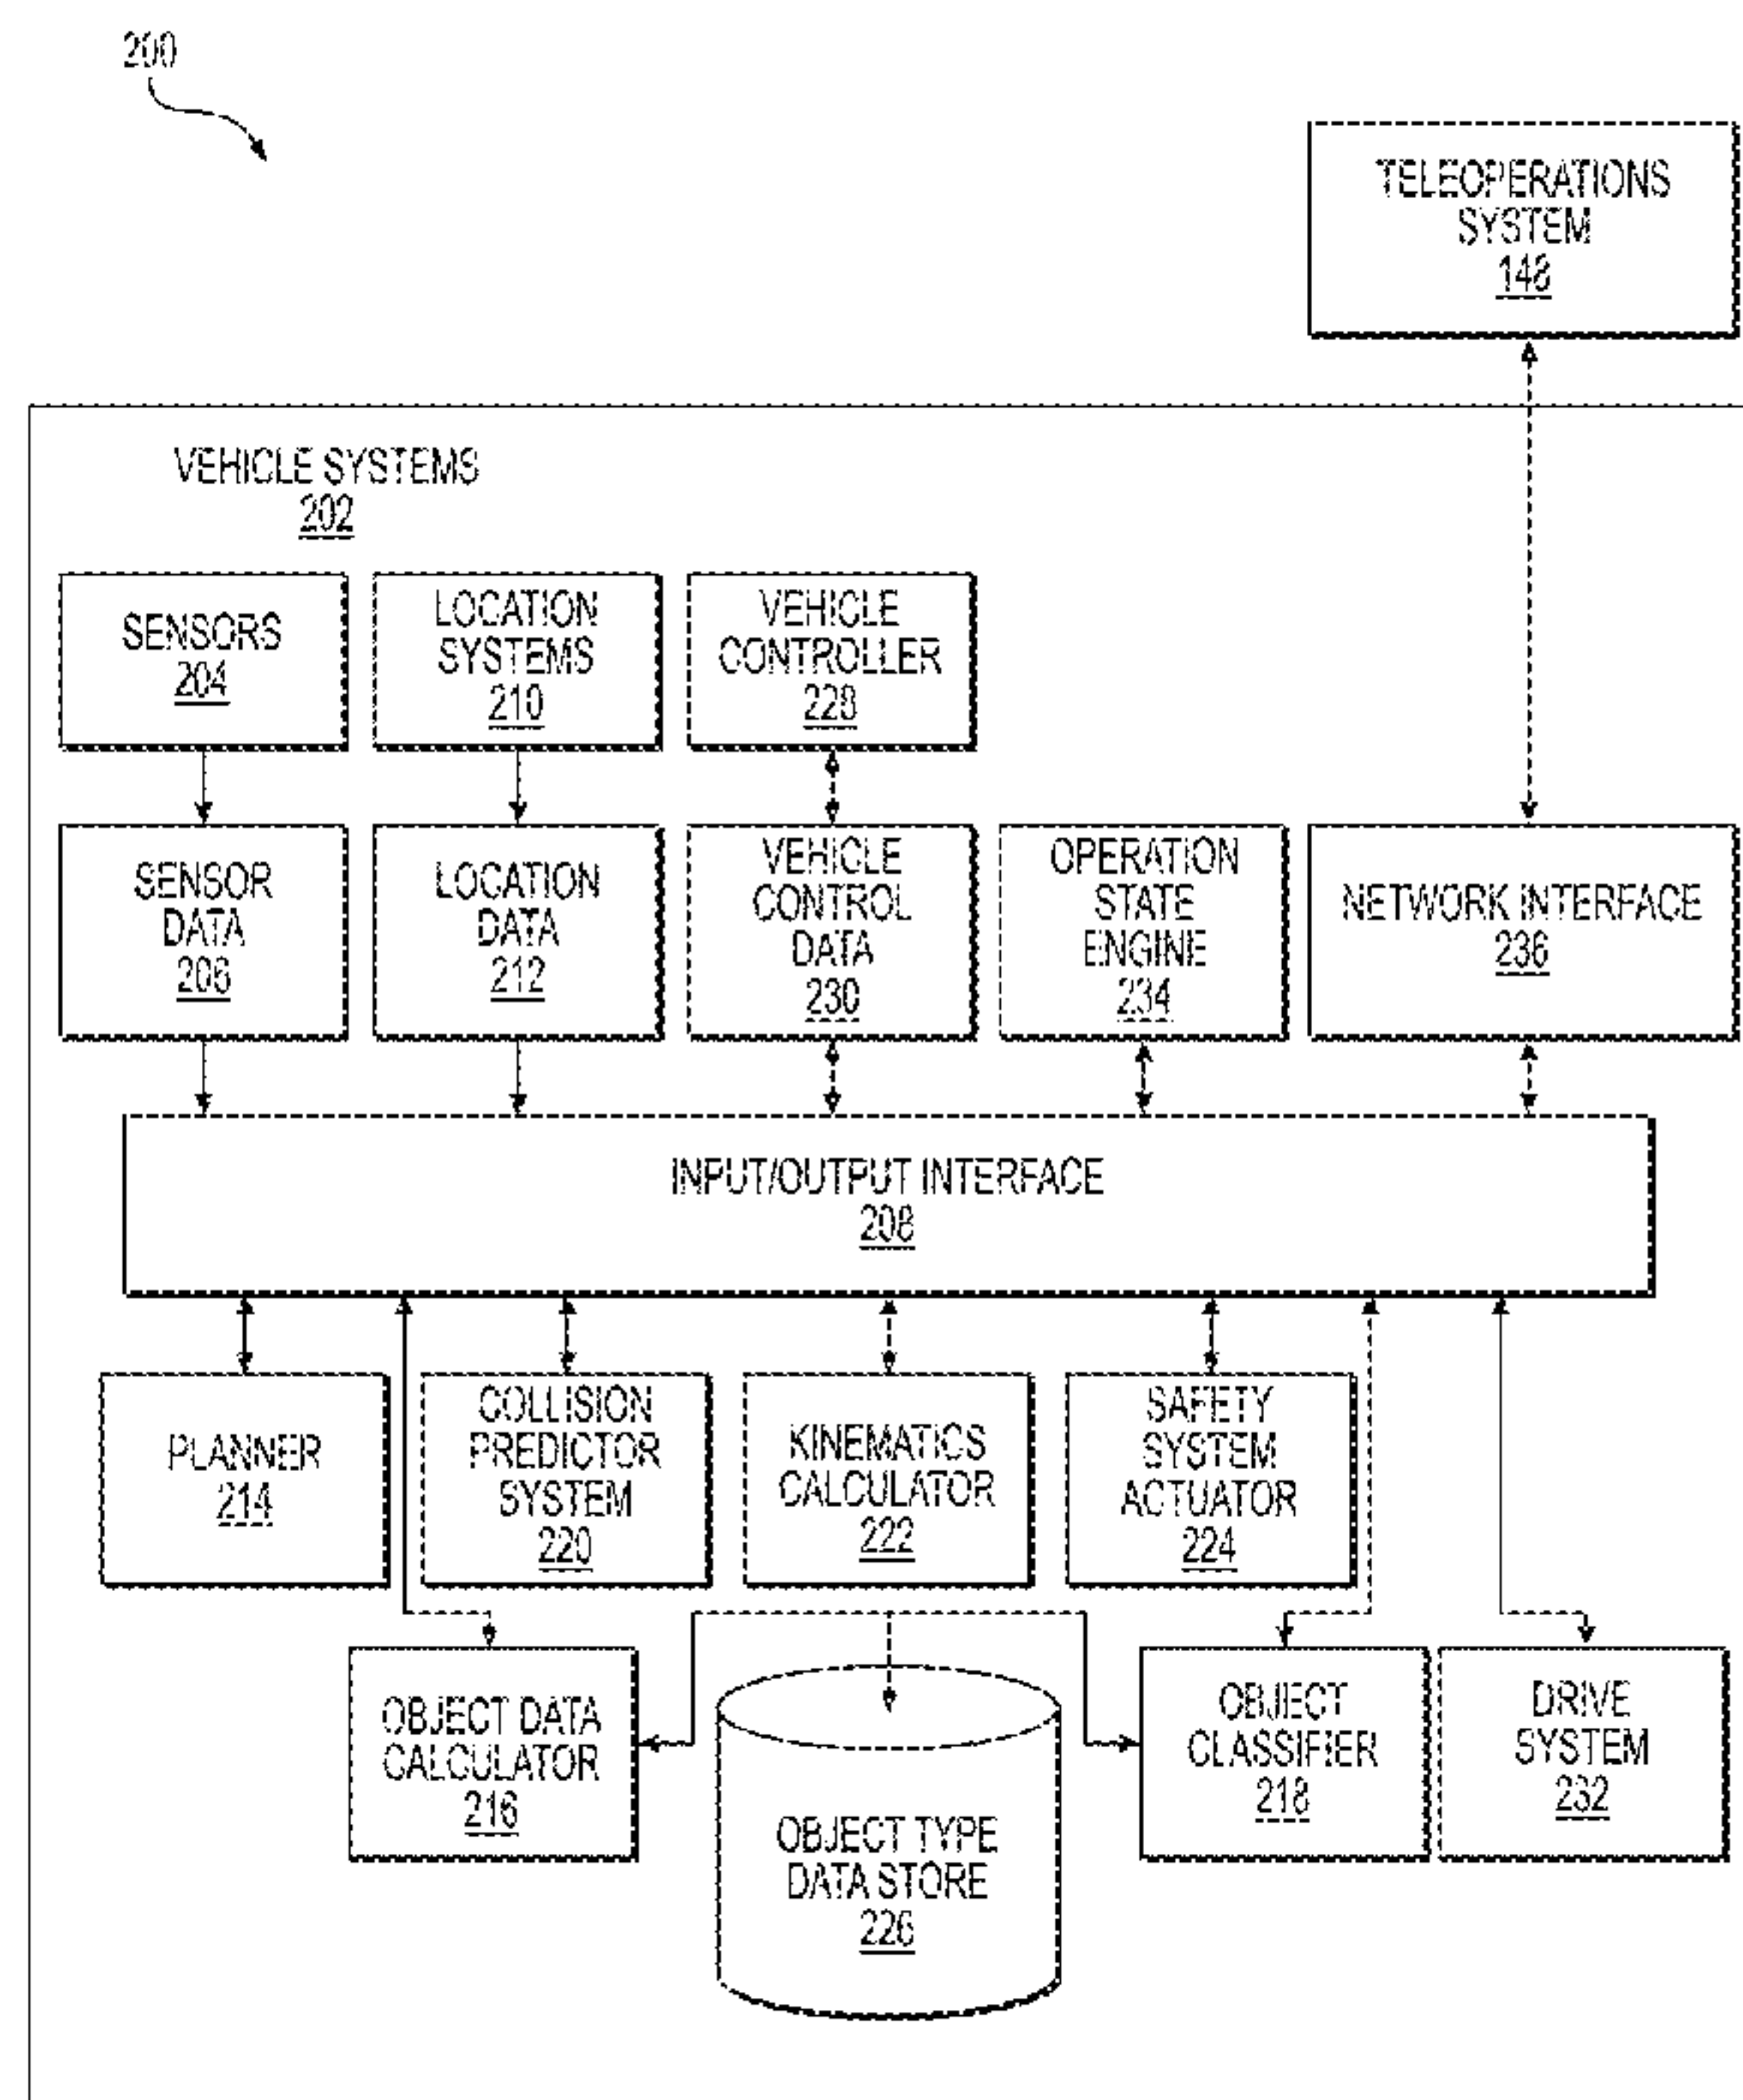 200
TELEOPERATIONS
SYSTEM
148
VEHICLE SYSTEMS
202
SENSORS
204
LOCATION
SYSTEMS
210
VEHICLE
CONTROLLER
228
SENSOR
DATA
206
LOCATION
DATA
212
VEHICLE
CONTROL
DATA
230
OPERATION
STATE
ENGINE
234
NETWORK INTERFACE
236
INPUT/OUTPUT INTERFACE
208
PLANNER
214
COLLISION
PREDICTOR
SYSTEM
220
KINEMATICS
CALCULATOR
222
SAFETY
SYSTEM
ACTUATOR
224
OBJECT DATA
CALCULATOR
216
OBJECT TYPE
DATA STORE
226
OBJECT
CLASSIFIER
218
DRIVE
SYSTEM
232